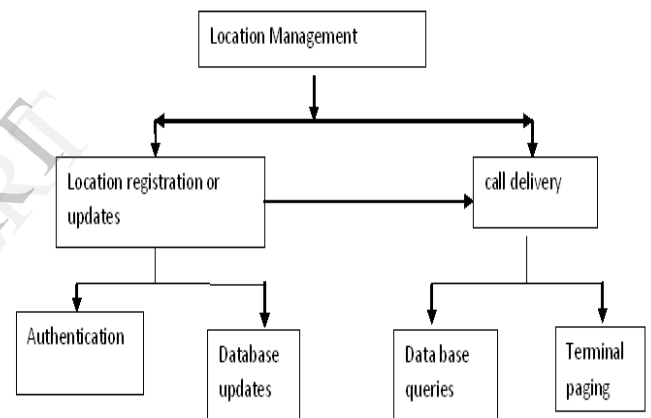 Location Management
Location registration or
updates
call delivery
Authentication
Database
updates
Data base
queries
Terminal
paging